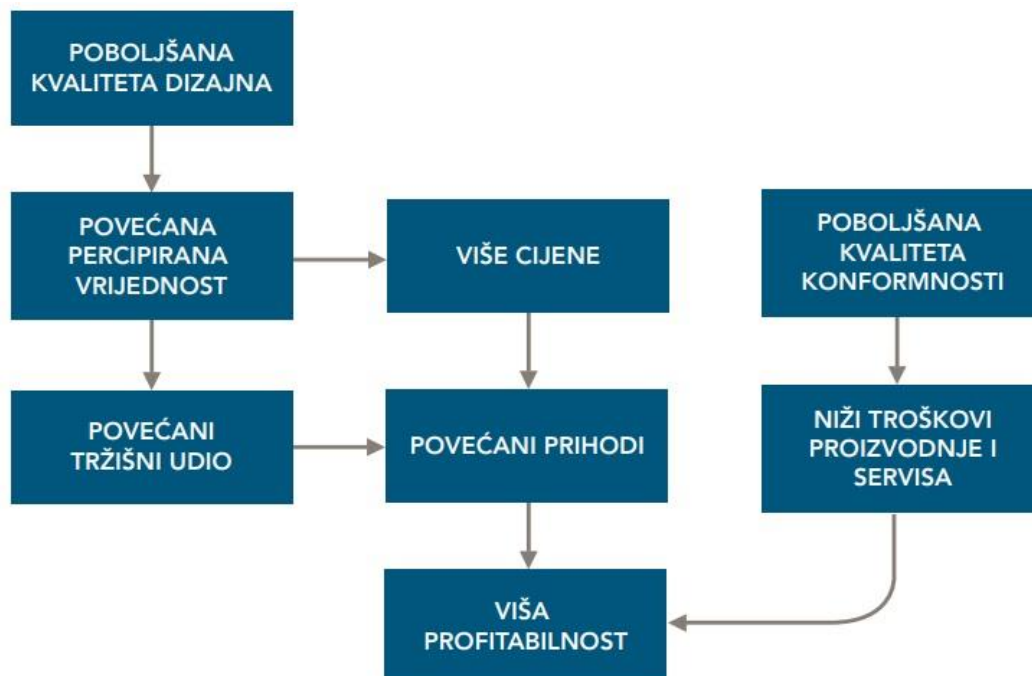 POBOLJŠANA
KVALITETA DIZAJNA
POVEĆANA
PERCIPIRANA
VRIJEDNOST
VIŠE CIJENE
POBOLJŠANA
KVALITETA
KONFORMNOSTI
POVEĆANI
TRŽIŠNI UDIO
POVEĆANI PRIHODI
NIŽI TROŠKOVI
PROIZVODNJE I
SERVISA
VIŠA
PROFITABILNOST